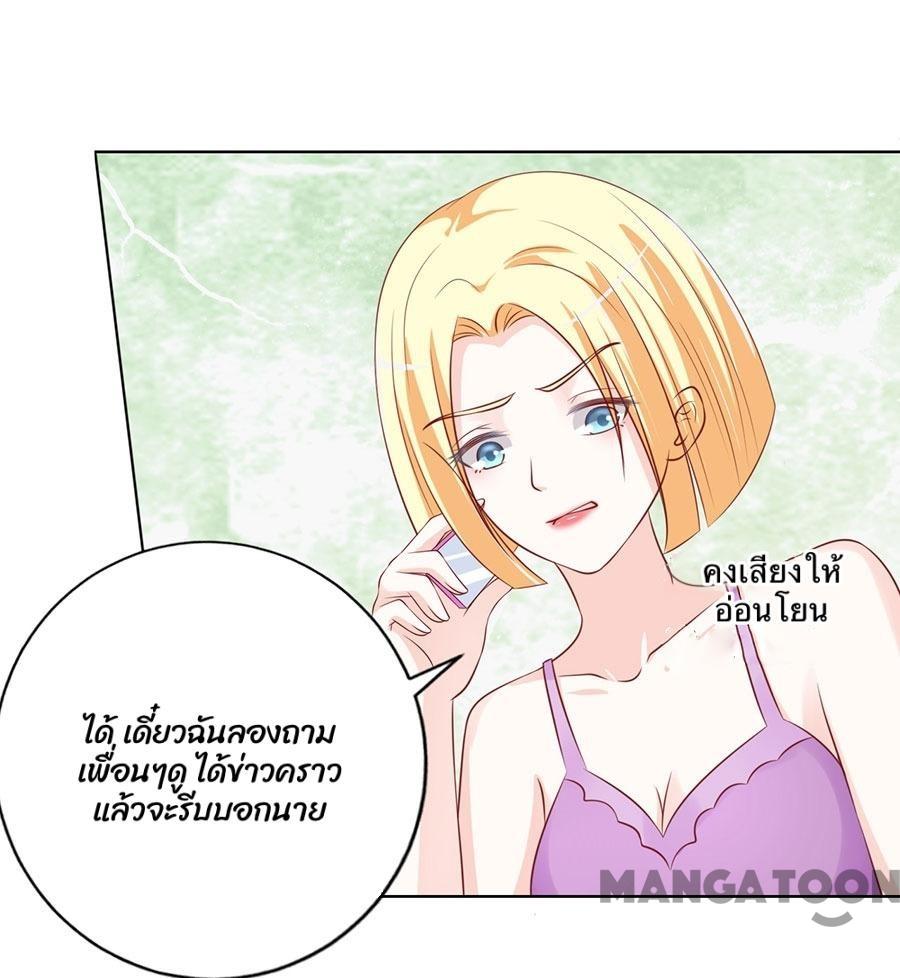 คงเสียงให้
อ่อนโยน
ได้ เดี๋ยวฉันลองถาม
เพื่อนๆดู ได้ข่าวคราว
แล้วจะรีบบอกนาย
MANGATOON